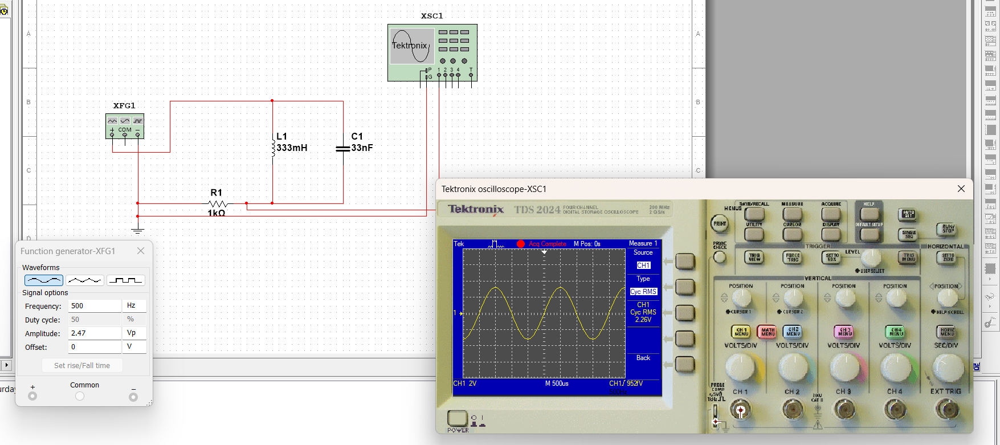 XSC1
Tektronix
P
G
1 2 3 4 T
A
A
B
B
C
C
D
XFG1
+ COM −
L1
333mH
C1
33nF
R1
1kΩ
Function generator-XFG1
Waveforms
Signal options
Frequency: 500 Hz
Duty cycle: 50 %
Amplitude: 2.47 Vp
Offset: 0 V
Set rise/Fall time
+ Common −
Tektronix oscilloscope-XSC1
Tektronix TDS 2024 FOUR CHANNEL DIGITAL STORAGE OSCILLOSCOPE 200 MHz 2 GS/s
Tek Acq Complete M Pos: 0s Measure 1
Source
CH1
Type
Cyc RMS
CH1
Cyc RMS
2.26V
Back
1
CH1 2V M 500us CH1 952fV
POWER
MENUS
SAVE/RECALL MEASURE ACQUIRE HELP
UTILITY CURSOR DISPLAY DEFAULT SETUP
PRINT
AUTO SET
SINGLE SEQ
RUN/STOP
PROBE CHECK
TRIGGER
TRIG VIEW
FORCE TRIG
SET TO 50%
LEVEL
USER SELECT
TRIG MENU
HORIZONTAL
SET TO ZERO
VERTICAL
POSITION POSITION POSITION POSITION POSITION
CURSOR 1 CURSOR 2 HELP SCROLL
CH 1 MENU
MATH MENU
CH 2 MENU
CH 3 MENU
CH4 MENU
HORIZ MENU
VOLTS/DIV VOLTS/DIV VOLTS/DIV VOLTS/DIV SEC/DIV
PROBE COMP
~5V@
1kHz
CH 1 CH 2 CH 3 CH 4 EXT TRIG
300V
CAT II